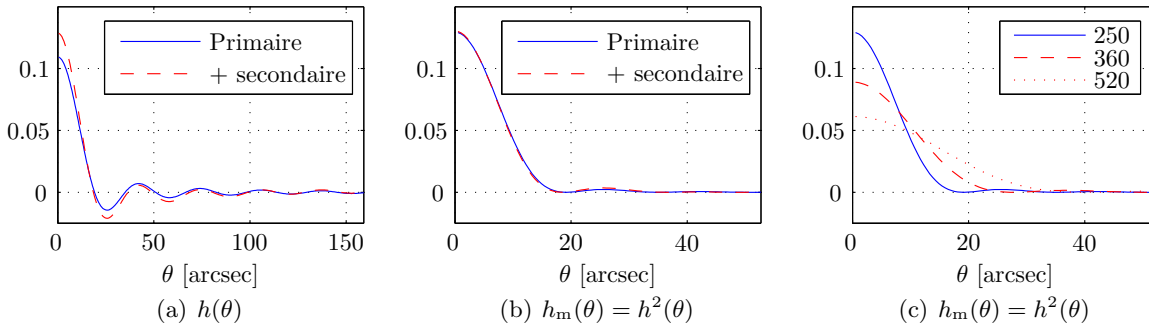 Primaire
+ secondaire
0.1
0.05
0
0 50 100 150
θ [arcsec]
(a) h(θ)
Primaire
+ secondaire
0.1
0.05
0
0 20 40
θ [arcsec]
(b) hₘ(θ) = h²(θ)
250
360
520
0.1
0.05
0
0 20 40
θ [arcsec]
(c) hₘ(θ) = h²(θ)